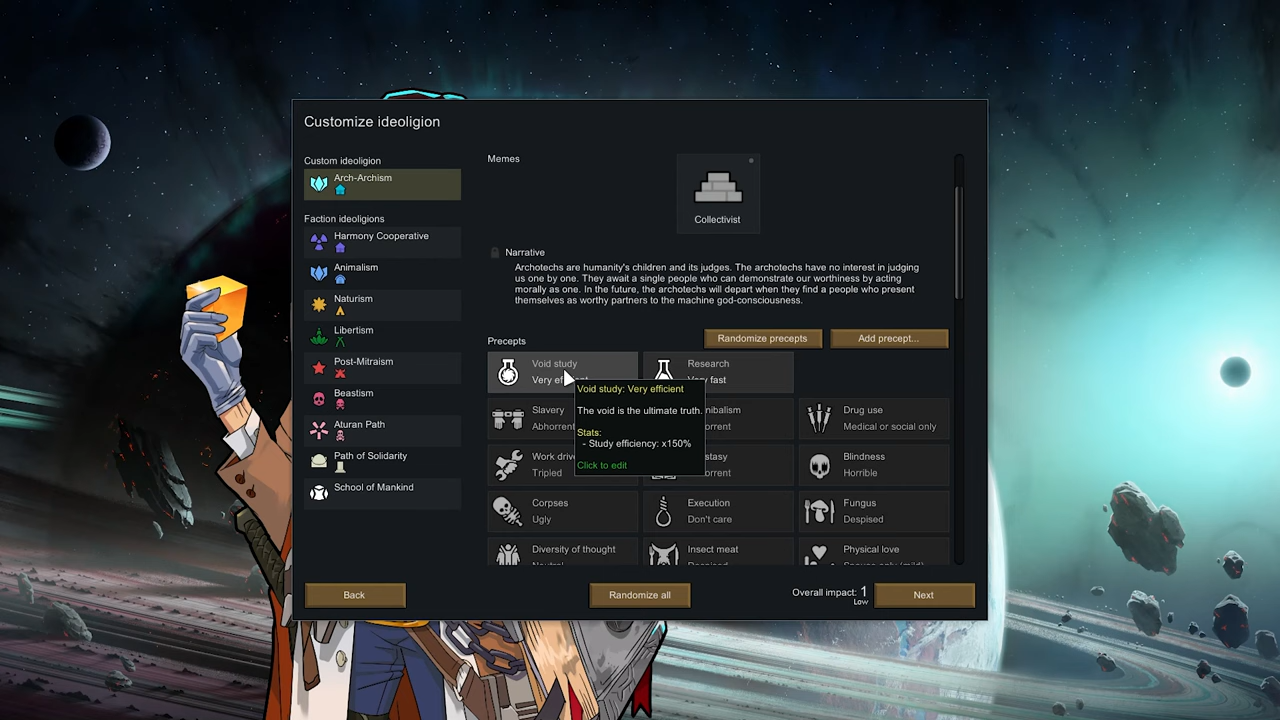 Customize ideoligion
Custom ideoligion
Arch-Archism
Faction ideoligions
Harmony Cooperative
Animalism
Naturism
Libertism
Post-Mitraism
Beastism
Aturan Path
Path of Solidarity
School of Mankind
Memes
Collectivist
Narrative
Archotechs are humanity's children and its judges. The archotechs have no interest in judging
us one by one. They await a single people who can demonstrate our worthiness by acting
morally as one. In the future, the archotechs will depart when they find a people who present
themselves as worthy partners to the machine god-consciousness.
Precepts
Randomize precepts
Add precept...
Void study
Research
Void study: Very efficient
The void is the ultimate truth.
Stats:
- Study efficiency: x150%
Click to edit
Slavery
Abhorrent
Drug use
Medical or social only
Tripled
Blindness
Horrible
Corpses
Ugly
Execution
Don't care
Fungus
Despised
Diversity of thought
Insect meat
Physical love
Back
Randomize all
Overall impact: 1
Low
Next